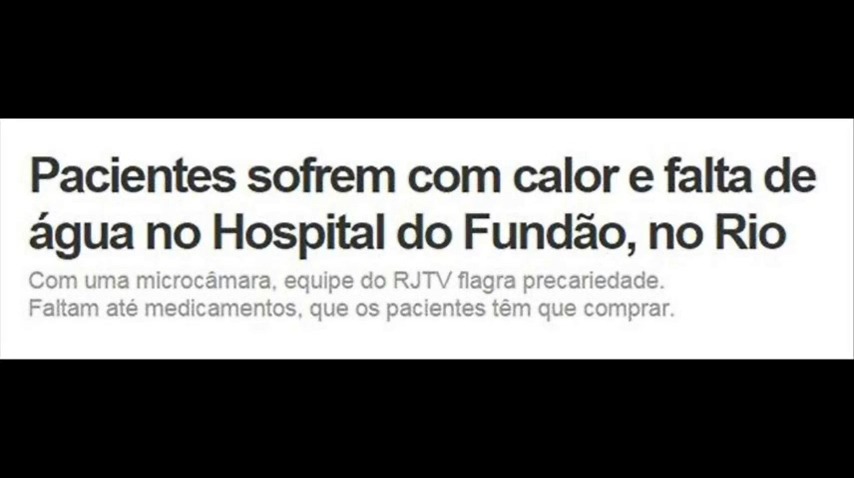 Pacientes sofrem com calor e falta de
água no Hospital do Fundão, no Rio
Com uma microcâmara, equipe do RJTV flagra precariedade.
Faltam até medicamentos, que os pacientes têm que comprar.